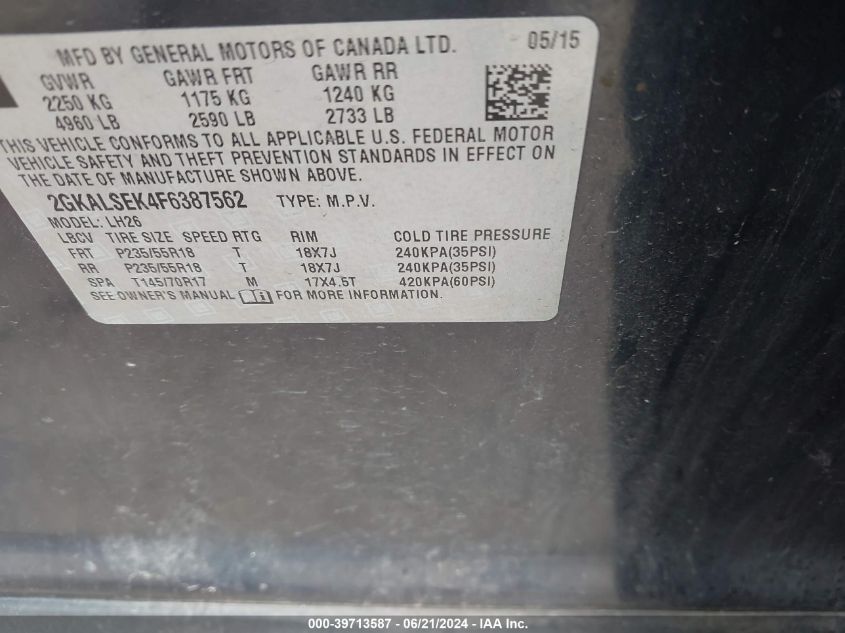 MFD BY GENERAL MOTORS OF CANADA LTD. 05/15
GVWR GAWR FRT GAWR RR
2250 KG 1175 KG 1240 KG
4960 LB 2590 LB 2733 LB
THIS VEHICLE CONFORMS TO ALL APPLICABLE U.S. FEDERAL MOTOR
VEHICLE SAFETY AND THEFT PREVENTION STANDARDS IN EFFECT ON
THE DATE OF MANUFACTURE SHOWN ABOVE.
2GKALSEK4F6387562 TYPE: M.P.V.
MODEL: LH26
LBCV TIRE SIZE SPEED RTG RIM COLD TIRE PRESSURE
FRT P235/55R18 T 18X7J 240KPA(35PSI)
RR P235/55R18 T 18X7J 240KPA(35PSI)
SPA T145/70R17 M 17X4.5T 420KPA(60PSI)
SEE OWNER'S MANUAL FOR MORE INFORMATION.
000-39713587 - 06/21/2024 - IAA Inc.